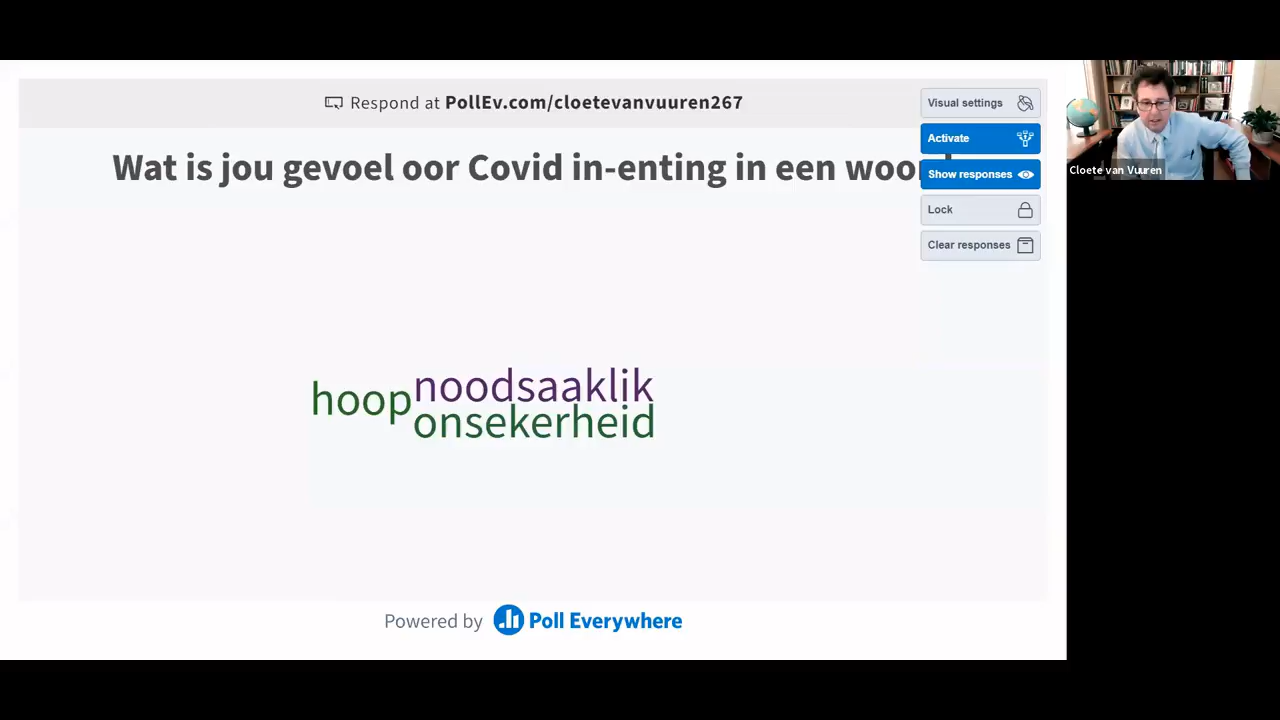 Respond at PollEv.com/cloetevanvuuren267
Visual settings
Activate
Show responses
Lock
Clear responses
Wat is jou gevoel oor Covid in-enting in een
hoop
noodsaaklik
onsekerheid
Powered by Poll Everywhere
Cloete van Vuuren